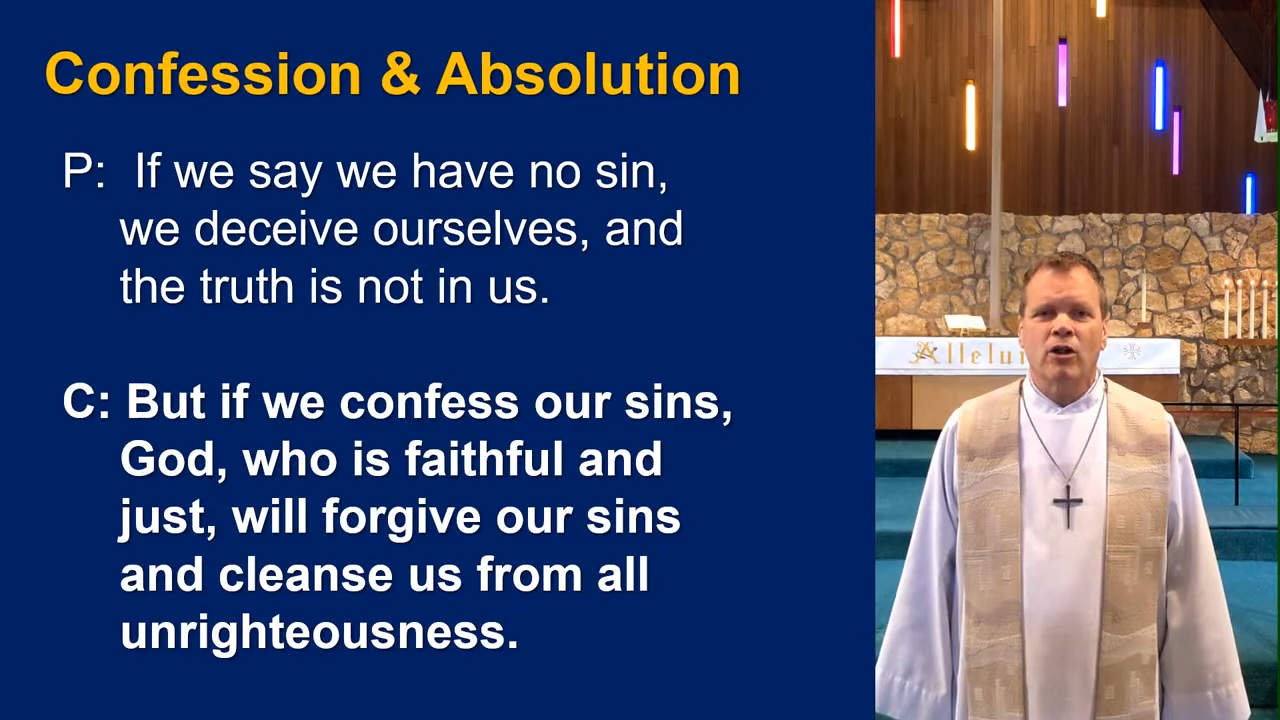 Confession & Absolution
P: If we say we have no sin,
we deceive ourselves, and
the truth is not in us.
C: But if we confess our sins,
God, who is faithful and
just, will forgive our sins
and cleanse us from all
unrighteousness.
Allelui